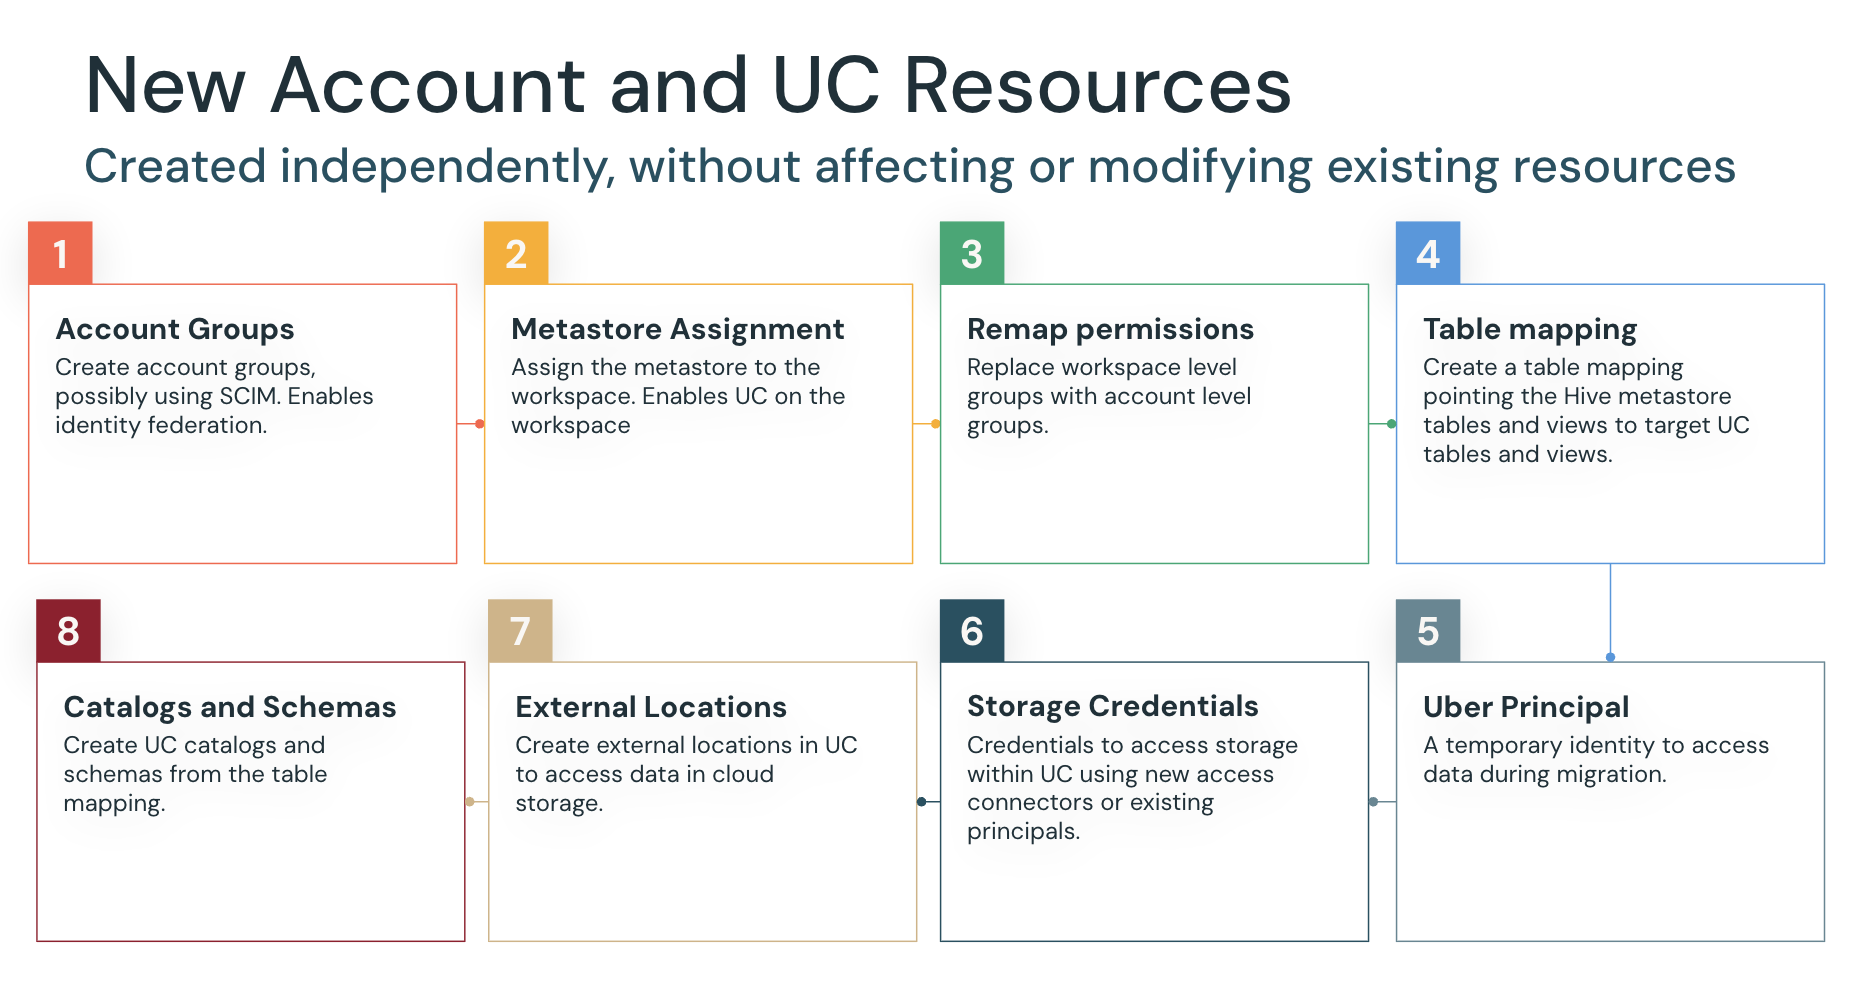 New Account and UC Resources
Created independently, without affecting or modifying existing resources
1
Account Groups
Create account groups,
possibly using SCIM. Enables
identity federation.
2
Metastore Assignment
Assign the metastore to the
workspace. Enables UC on the
workspace
3
Remap permissions
Replace workspace level
groups with account level
groups.
4
Table mapping
Create a table mapping
pointing the Hive metastore
tables and views to target UC
tables and views.
5
Uber Principal
A temporary identity to access
data during migration.
6
Storage Credentials
Credentials to access storage
within UC using new access
connectors or existing
principals.
7
External Locations
Create external locations in UC
to access data in cloud
storage.
8
Catalogs and Schemas
Create UC catalogs and
schemas from the table
mapping.